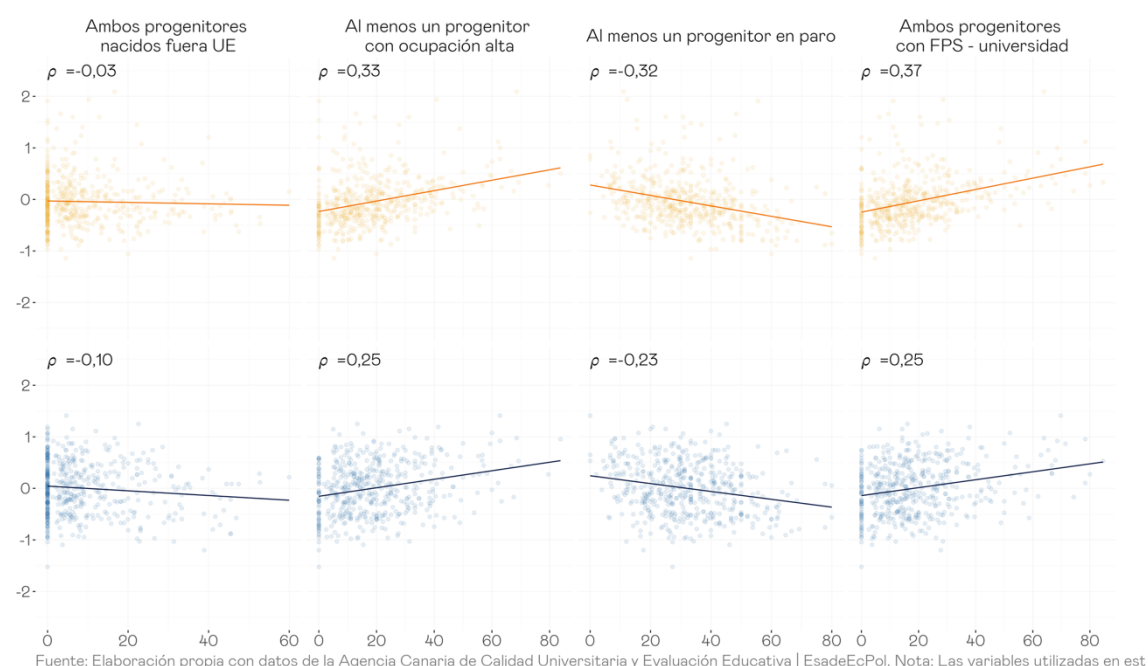 Ambos progenitores
nacidos fuera UE
Al menos un progenitor
con ocupación alta
Al menos un progenitor en paro
Ambos progenitores
con FPS - universidad
ρ =-0,03
ρ =0,33
ρ =-0,32
ρ =0,37
2
1
0
-1
-2
ρ =-0,10
ρ =0,25
ρ =-0,23
ρ =0,25
2
1
0
-1
-2
0 20 40 60 0 20 40 60 80 0 20 40 60 80 0 20 40 60 80
Fuente: Elaboración propia con datos de la Agencia Canaria de Calidad Universitaria y Evaluación Educativa | EsadeEcPol. Nota: Las variables utilizadas en est